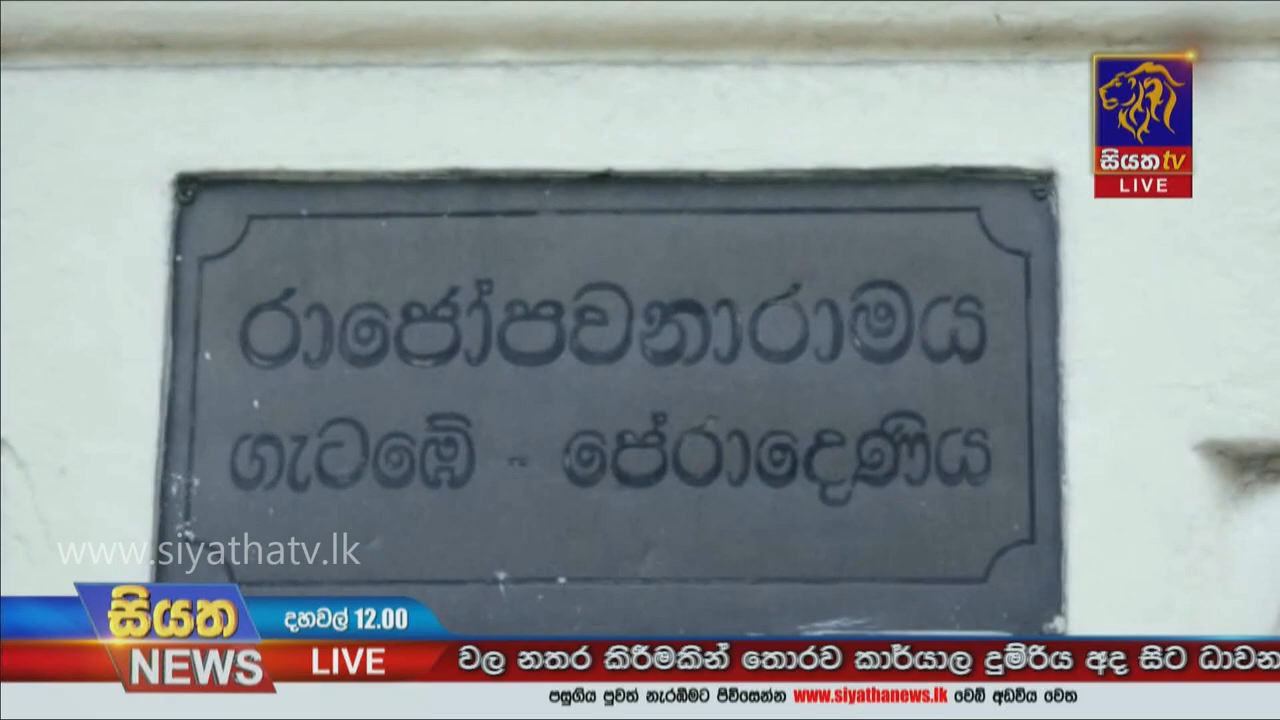 සියත tv
LIVE
රාජෝපවනාරාමය
ගැටඹේ - පේරාදෙණිය
www.siyathatv.lk
සියත
NEWS
දහවල් 12.00
LIVE
වල නතර කිරීමකින් තොරව කාර්යාල දුම්රිය අද සිට ධාවන
පසුගිය පුවත් නැරඹීමට පිවිසෙන්න www.siyathanews.lk වෙබ් අඩවිය වෙත